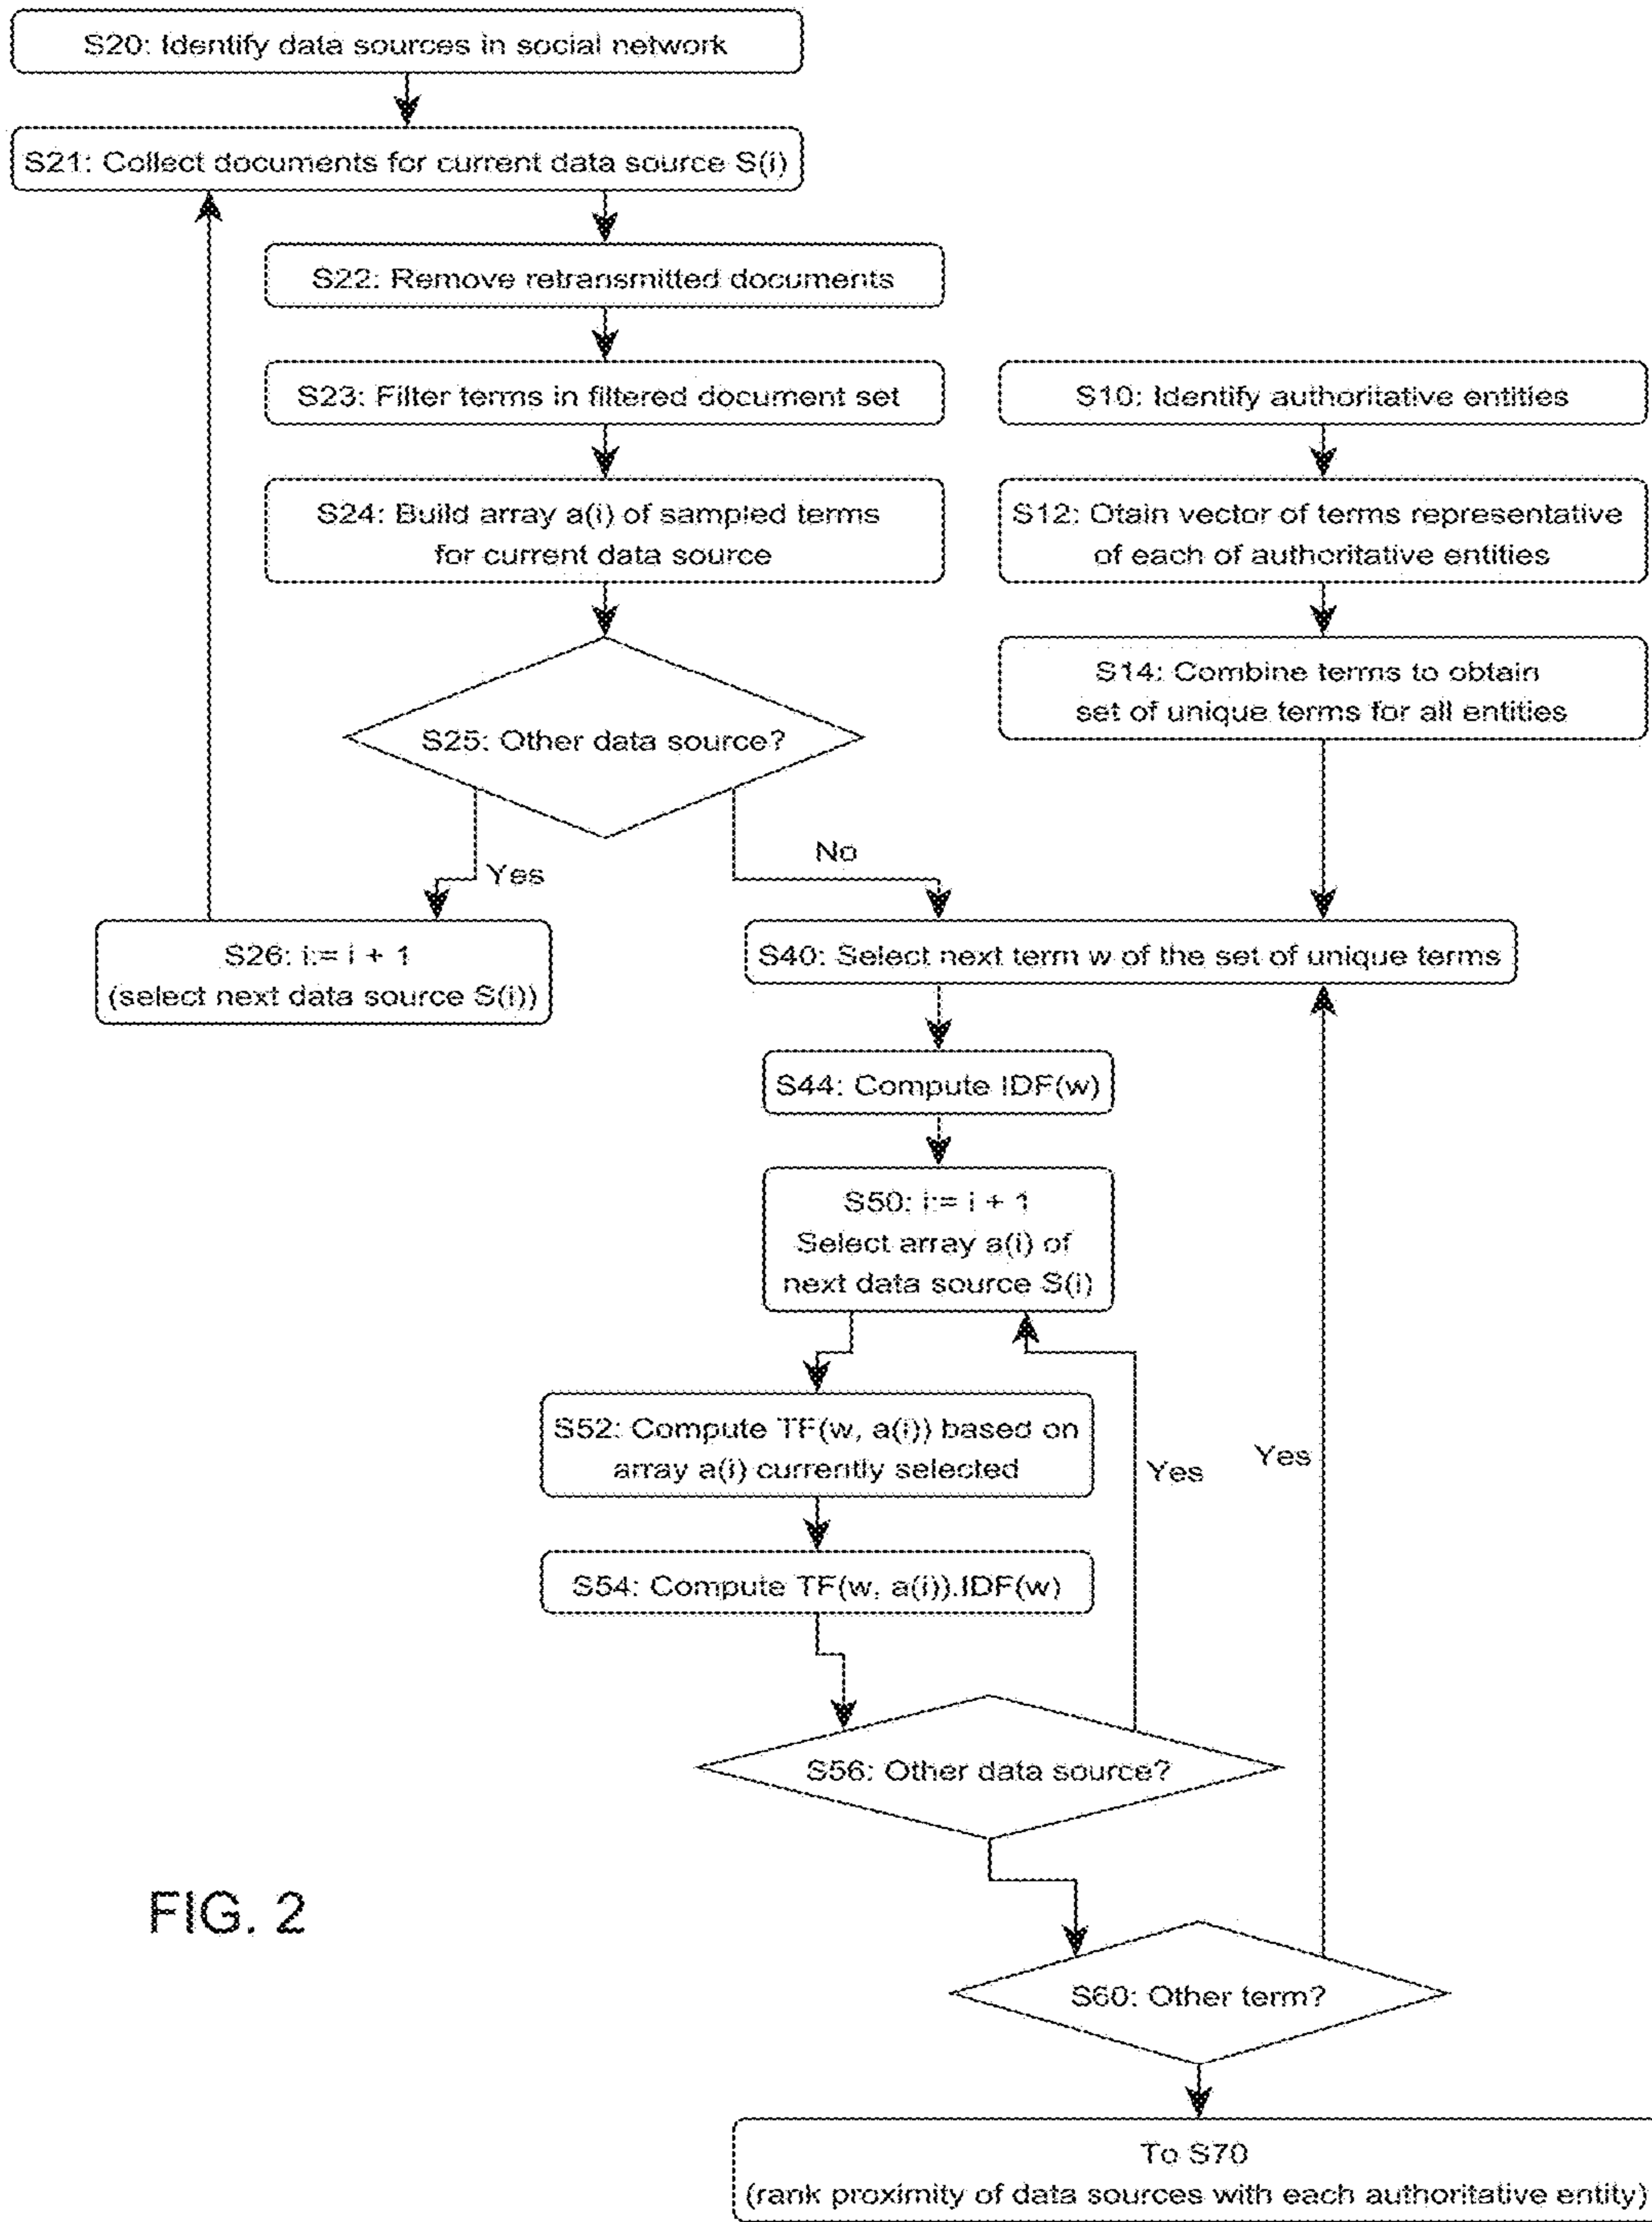 S20: Identify data sources in social network
S21: Collect documents for current data source S(i)
S22: Remove retransmitted documents
S23: Filter terms in filtered document set
S10: Identify authoritative entities
S24: Build array a(i) of sampled terms
for current data source
S12: Otain vector of terms representative
of each of authoritative entities
S14: Combine terms to obtain
set of unique terms for all entities
S25: Other data source?
Yes
No
S26: i:= i + 1
(select next data source S(i))
S40: Select next term w of the set of unique terms
S44: Compute IDF(w)
S50: i:= i + 1
Select array a(i) of
next data source S(i)
S52: Compute TF(w, a(i)) based on
array a(i) currently selected
Yes
Yes
S54: Compute TF(w, a(i)).IDF(w)
S56: Other data source?
FIG. 2
S60: Other term?
To S70
(rank proximity of data sources with each authoritative entity)